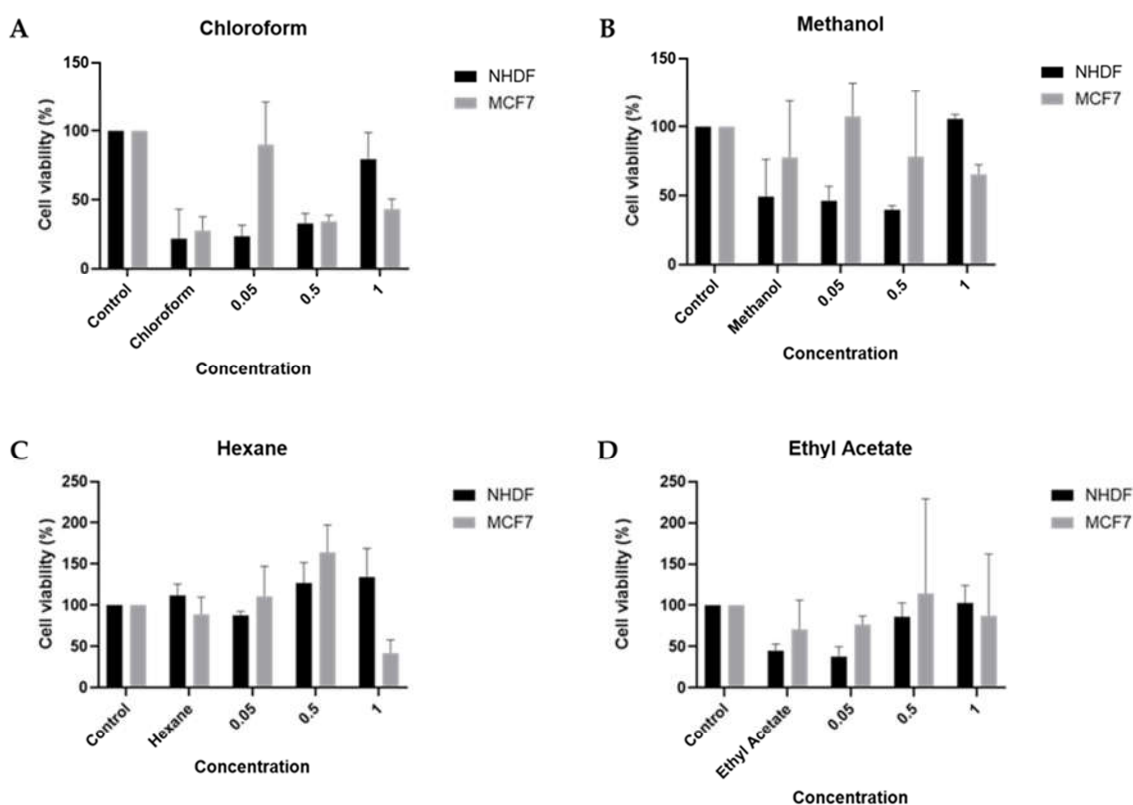 A
Chloroform
NHDF
MCF7
Cell viability (%)
150
100
50
0
Control
Chloroform
0.05
0.5
1
Concentration
B
Methanol
NHDF
MCF7
Cell viability (%)
150
100
50
0
Control
Methanol
0.05
0.5
1
Concentration
C
Hexane
NHDF
MCF7
Cell viability (%)
250
200
150
100
50
0
Control
Hexane
0.05
0.5
1
Concentration
D
Ethyl Acetate
NHDF
MCF7
Cell viability (%)
250
200
150
100
50
0
Control
Ethyl Acetate
0.05
0.5
1
Concentration